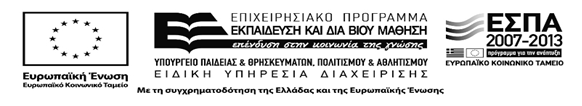 Ευρωπαϊκή Ένωση
Ευρωπαϊκό Κοινωνικό Ταμείο
ΕΠΙΧΕΙΡΗΣΙΑΚΟ ΠΡΟΓΡΑΜΜΑ
ΕΚΠΑΙΔΕΥΣΗ ΚΑΙ ΔΙΑ ΒΙΟΥ ΜΑΘΗΣΗ
επένδυση στην κοινωνία της γνώσης
ΥΠΟΥΡΓΕΙΟ ΠΑΙΔΕΙΑΣ & ΘΡΗΣΚΕΥΜΑΤΩΝ, ΠΟΛΙΤΙΣΜΟΥ & ΑΘΛΗΤΙΣΜΟΥ
ΕΙΔΙΚΗ ΥΠΗΡΕΣΙΑ ΔΙΑΧΕΙΡΙΣΗΣ
Με τη συγχρηματοδότηση της Ελλάδας και της Ευρωπαϊκής Ένωσης
ΕΣΠΑ
2007-2013
πρόγραμμα για την ανάπτυξη
ΕΥΡΩΠΑΪΚΟ ΚΟΙΝΩΝΙΚΟ ΤΑΜΕΙΟ